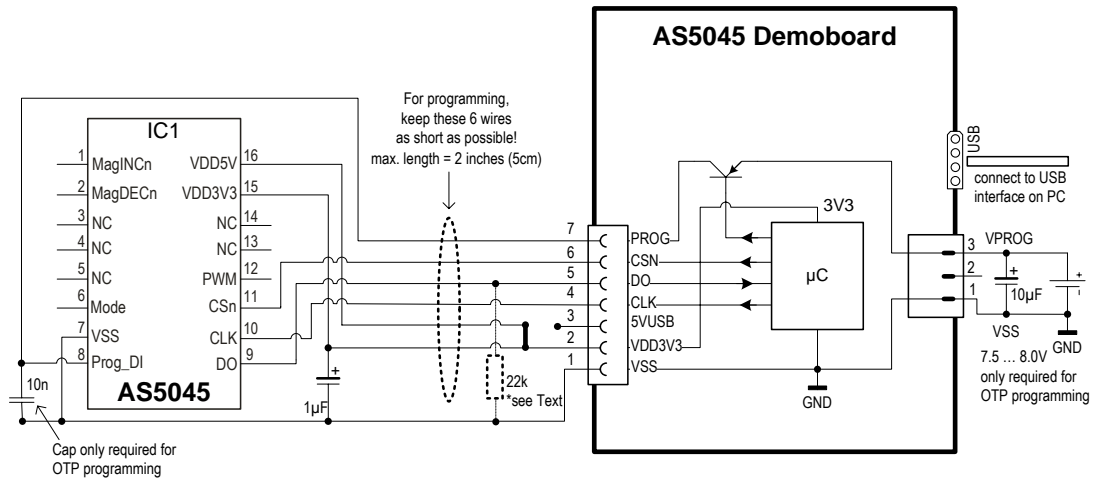 AS5045 Demoboard
For programming,
keep these 6 wires
as short as possible!
max. length = 2 inches (5cm)
IC1
1 MagINCn
2 MagDECn
3 NC
4 NC
5 NC
6 Mode
7 VSS
8 Prog_DI
VDD5V 16
VDD3V3 15
NC 14
NC 13
PWM 12
CSn 11
CLK 10
DO 9
AS5045
10n
Cap only required for
OTP programming
+
1µF
22k
*see Text
7 PROG
6 CSN
5 DO
4 CLK
3 5VUSB
2 VDD3V3
1 VSS
3V3
µC
GND
USB
connect to USB
interface on PC
3 VPROG
2
1
+
10µF
+
-
VSS
GND
7.5 … 8.0V
only required for
OTP programming